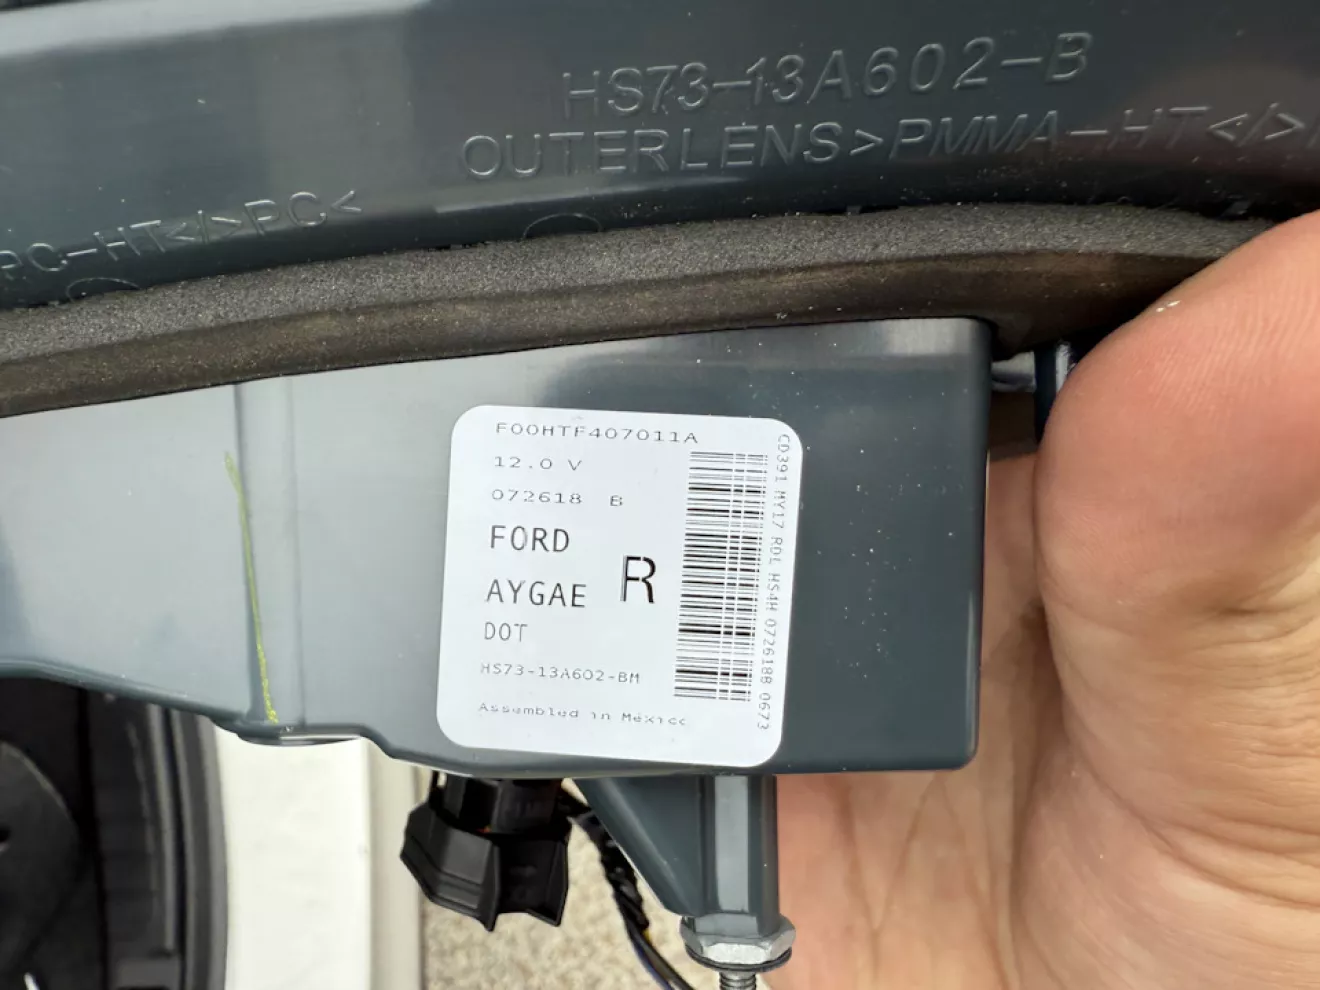 HS73-13A602-B
OUTERLENS>PMMA-HT</>
PC-HT</>PC<
F00HTF407011A
12.0 V
072618 B
FORD
AYGAE R
DOT
HS73-13A602-BM
Assembled in Mexico
CD391 MY17 RDL HS4H 072618B 0673